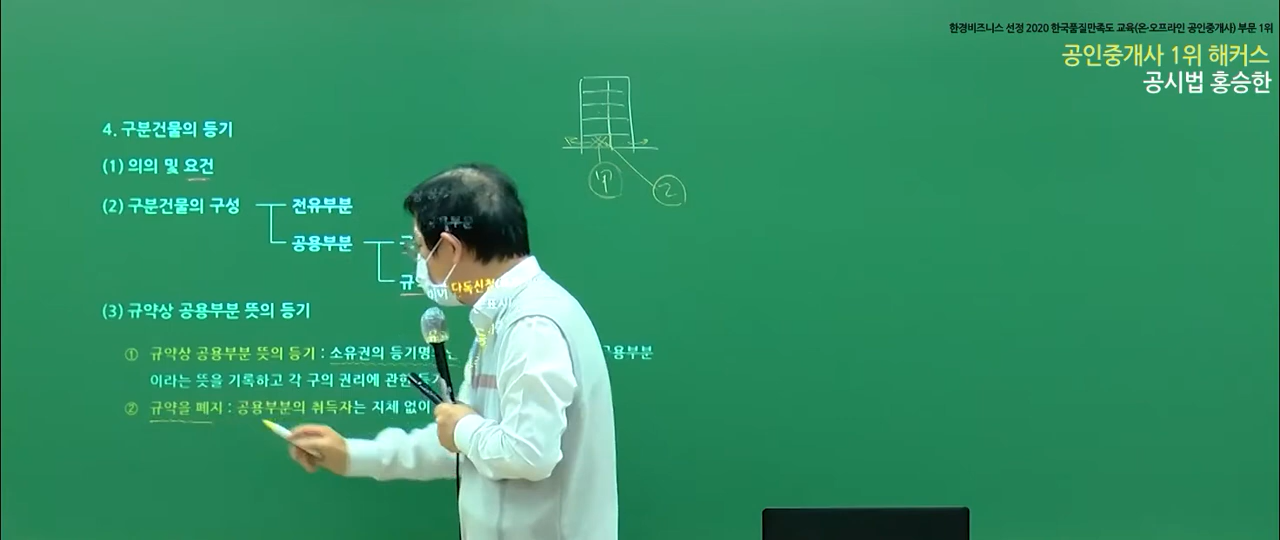 한경비즈니스 선정 2020 한국품질만족도 교육(온·오프라인 공인중개사) 부문 1위
공인중개사 1위 해커스
공시법 홍승한
4. 구분건물의 등기
(1) 의의 및 요건
(2) 구분건물의 구성
전유부분
공용부분
규약
(3) 규약상 공용부분 뜻의 등기
① 규약상 공용부분 뜻의 등기 : 소유권의 등기명의 공용부분
이라는 뜻을 기록하고 각 구의 권리에 관한 등기
② 규약을 폐지 : 공용부분의 취득자는 지체 없이
단독신청